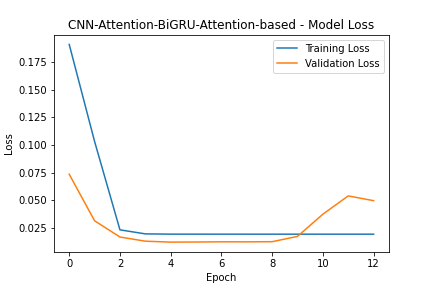 CNN-Attention-BiGRU-Attention-based - Model Loss
Training Loss
Validation Loss
0.175
0.150
0.125
0.100
0.075
0.050
0.025
Loss
0 2 4 6 8 10 12
Epoch